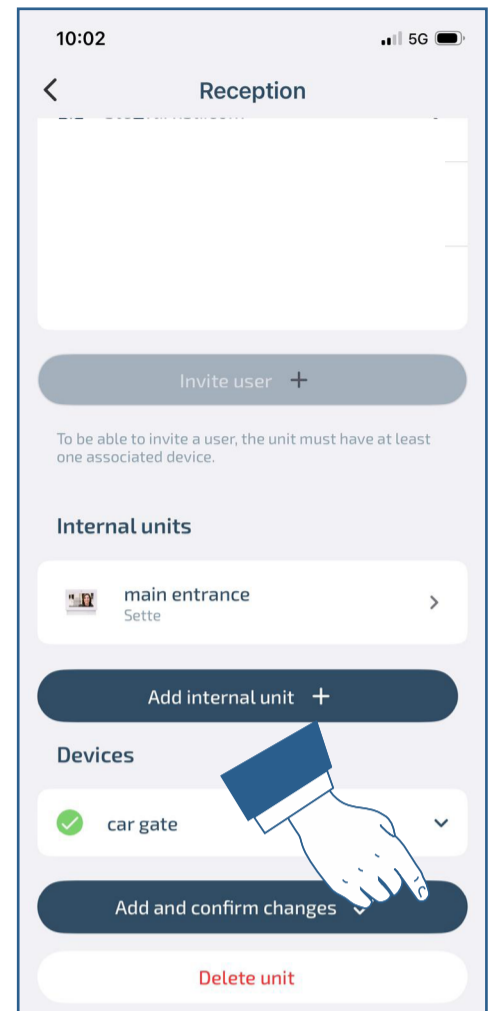 10:02
5G
Reception
Invite user +
To be able to invite a user, the unit must have at least
one associated device.
Internal units
main entrance
Sette
Add internal unit +
Devices
car gate
Add and confirm changes
Delete unit